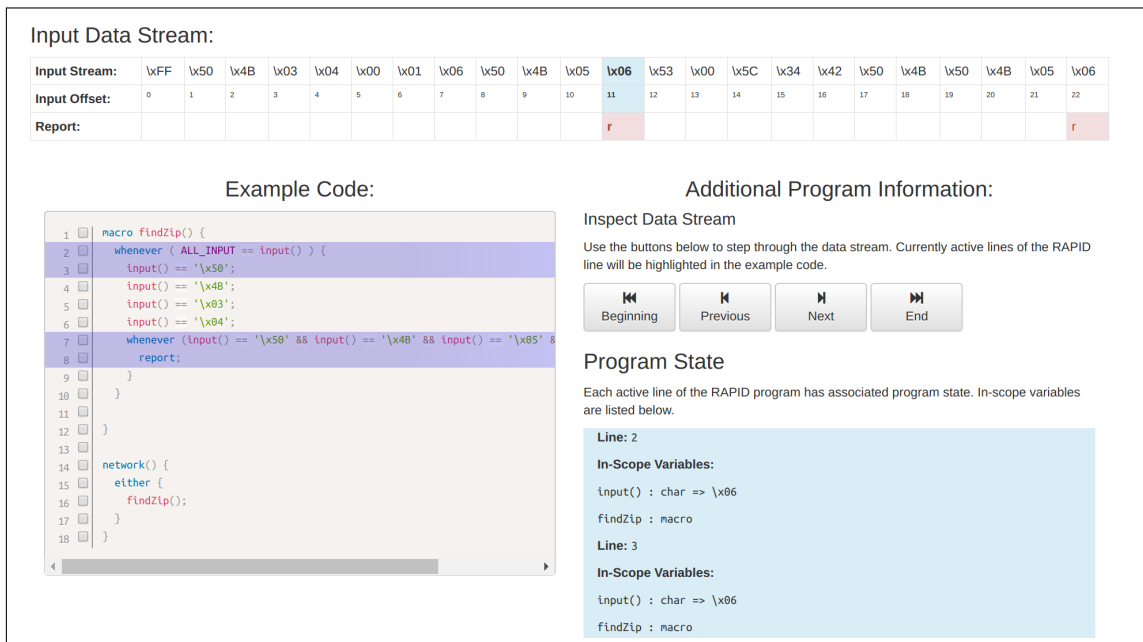 Input Data Stream:
Input Stream: \xFF \x50 \x4B \x03 \x04 \x00 \x01 \x06 \x50 \x4B \x05 \x06 \x53 \x00 \x5C \x34 \x42 \x50 \x4B \x50 \x4B \x05 \x06
Input Offset: 0 1 2 3 4 5 6 7 8 9 10 11 12 13 14 15 16 17 18 19 20 21 22
Report: r r
Example Code:
1 macro findZip() {
2 whenever ( ALL_INPUT == input() ) {
3 input() == '\x50';
4 input() == '\x4B';
5 input() == '\x03';
6 input() == '\x04';
7 whenever (input() == '\x50' && input() == '\x4B' && input() == '\x05' &
8 report;
9 }
10 }
11
12 }
13
14 network() {
15 either {
16 findZip();
17 }
18 }
Additional Program Information:
Inspect Data Stream
Use the buttons below to step through the data stream. Currently active lines of the RAPID
line will be highlighted in the example code.
Beginning Previous Next End
Program State
Each active line of the RAPID program has associated program state. In-scope variables
are listed below.
Line: 2
In-Scope Variables:
input() : char => \x06
findZip : macro
Line: 3
In-Scope Variables:
input() : char => \x06
findZip : macro